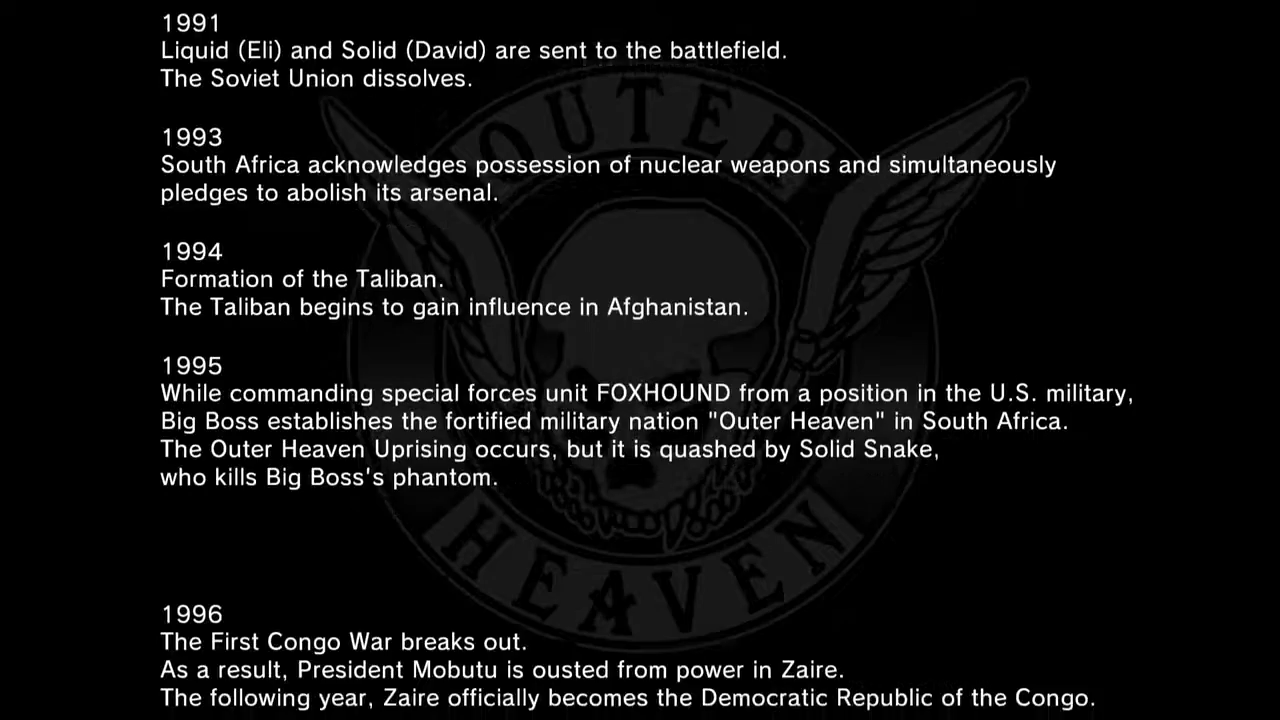 1991
Liquid (Eli) and Solid (David) are sent to the battlefield.
The Soviet Union dissolves.
1993
South Africa acknowledges possession of nuclear weapons and simultaneously
pledges to abolish its arsenal.
1994
Formation of the Taliban.
The Taliban begins to gain influence in Afghanistan.
1995
While commanding special forces unit FOXHOUND from a position in the U.S. military,
Big Boss establishes the fortified military nation "Outer Heaven" in South Africa.
The Outer Heaven Uprising occurs, but it is quashed by Solid Snake,
who kills Big Boss's phantom.
1996
The First Congo War breaks out.
As a result, President Mobutu is ousted from power in Zaire.
The following year, Zaire officially becomes the Democratic Republic of the Congo.
OUTER
HEAVEN